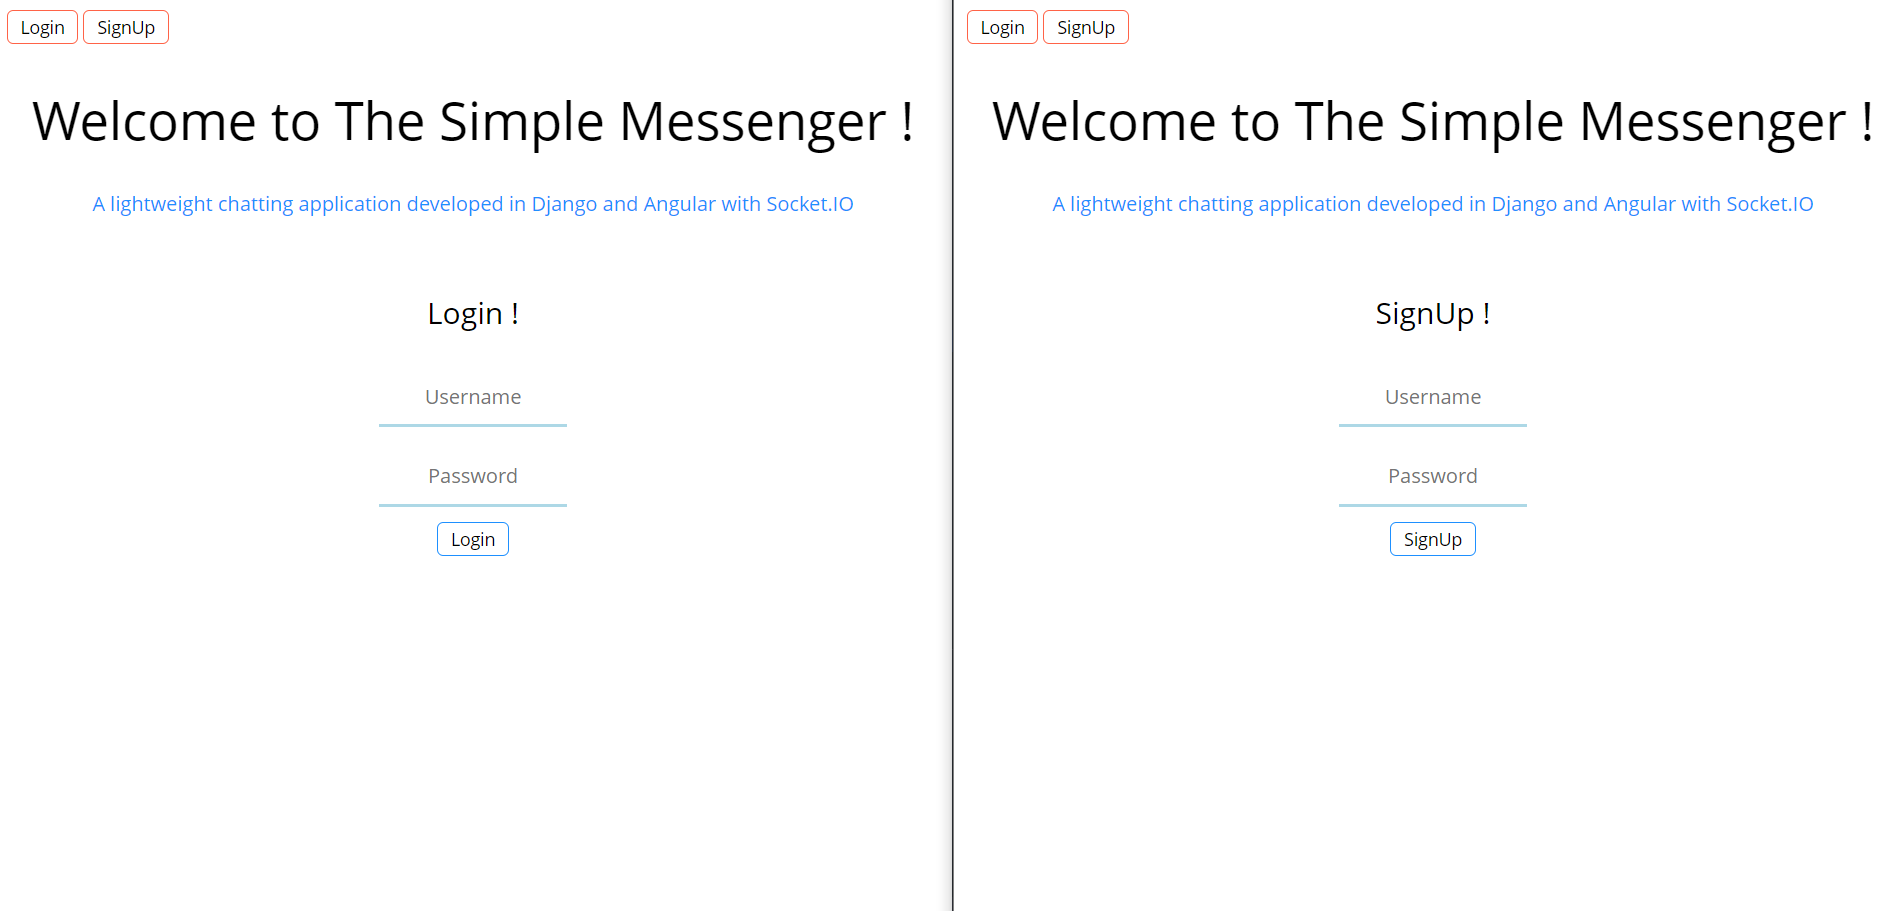 Login SignUp
Welcome to The Simple Messenger !
A lightweight chatting application developed in Django and Angular with Socket.IO
Login !
Username
Password
Login
Login SignUp
Welcome to The Simple Messenger !
A lightweight chatting application developed in Django and Angular with Socket.IO
SignUp !
Username
Password
SignUp